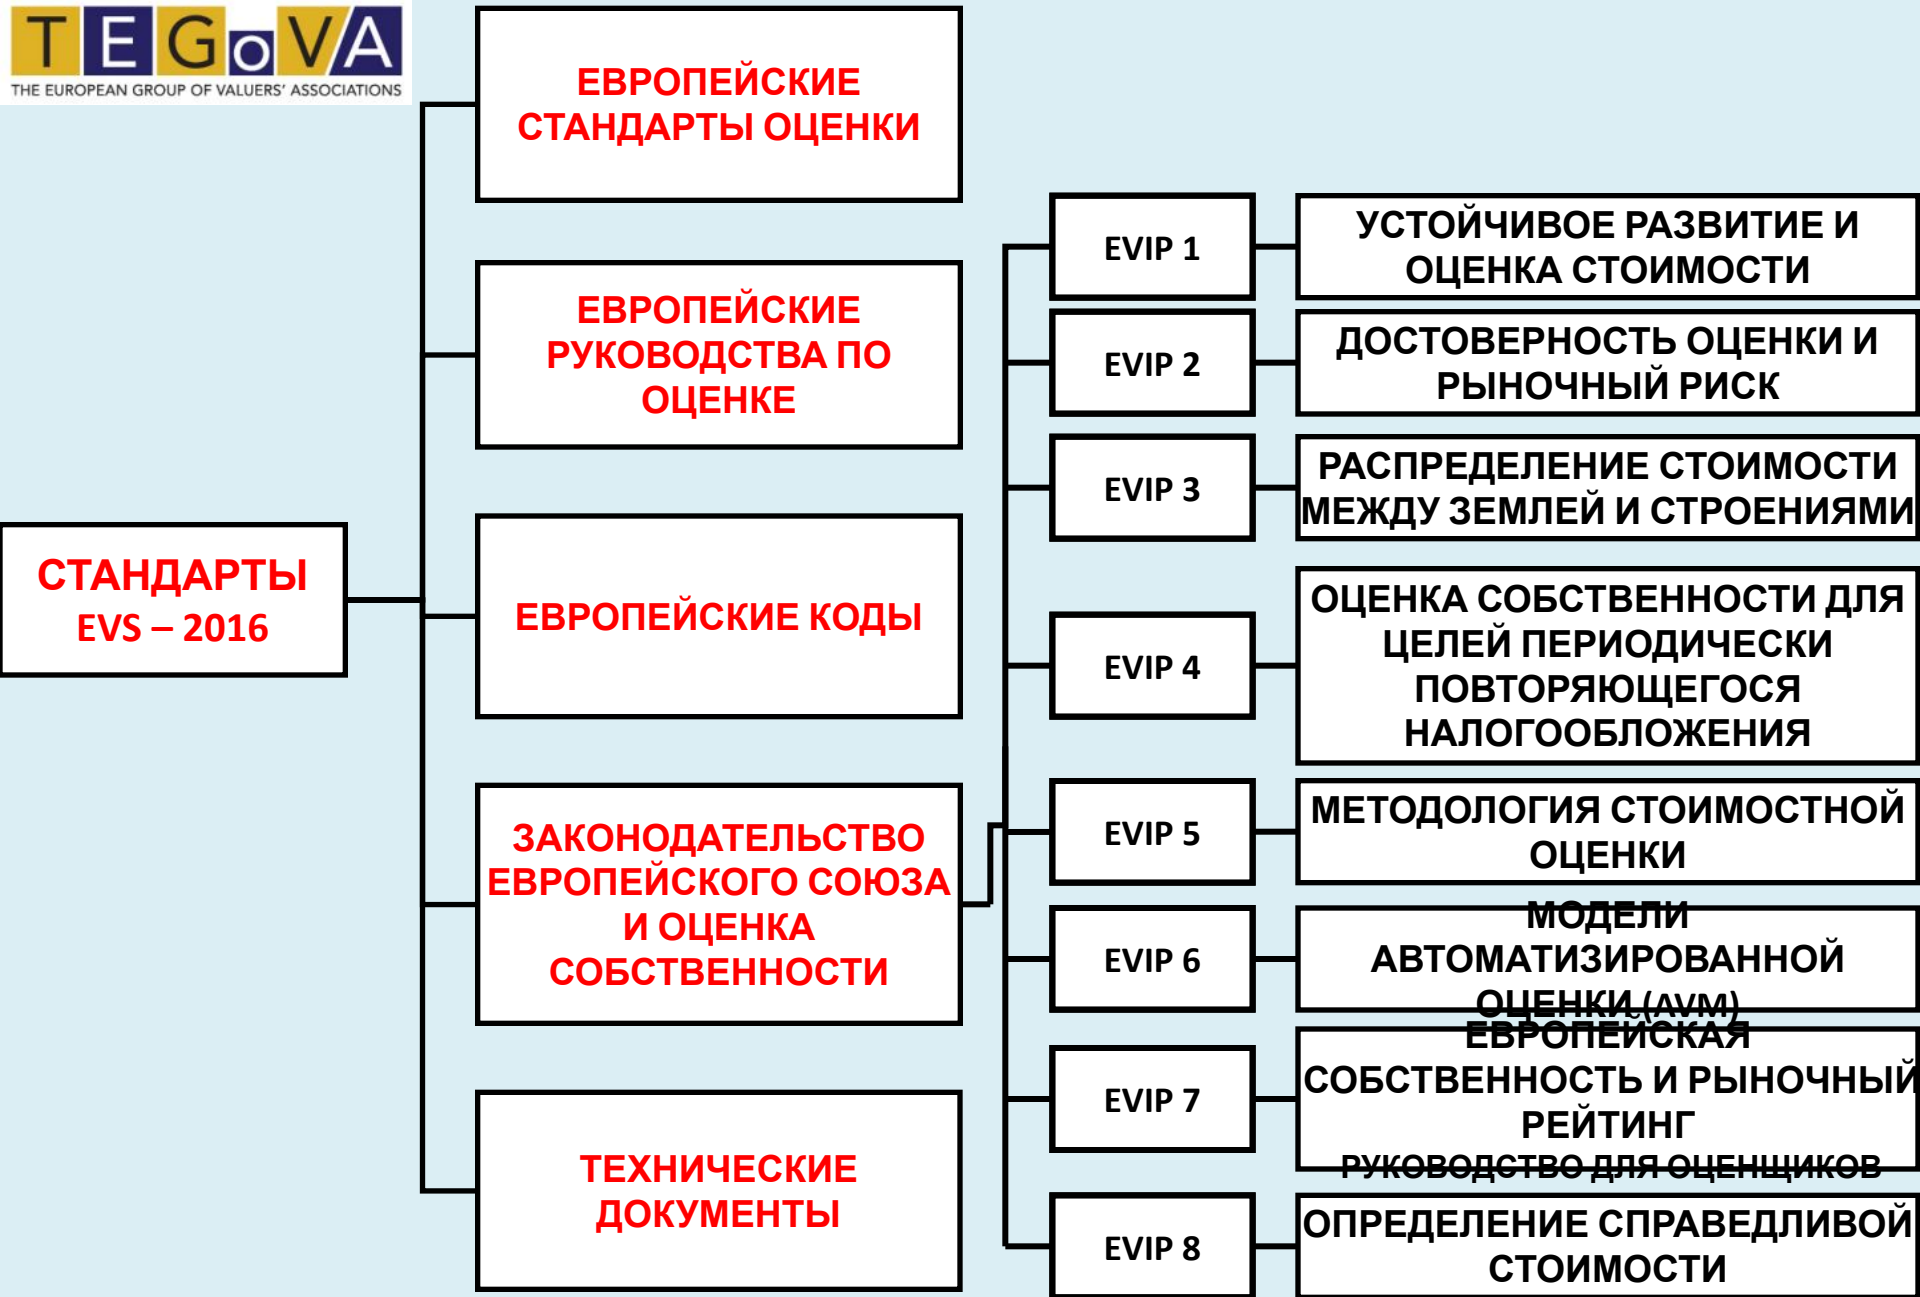 TEGoVA
THE EUROPEAN GROUP OF VALUERS' ASSOCIATIONS
СТАНДАРТЫ
EVS – 2016
ЕВРОПЕЙСКИЕ
СТАНДАРТЫ ОЦЕНКИ
ЕВРОПЕЙСКИЕ
РУКОВОДСТВА ПО
ОЦЕНКЕ
ЕВРОПЕЙСКИЕ КОДЫ
ЗАКОНОДАТЕЛЬСТВО
ЕВРОПЕЙСКОГО СОЮЗА
И ОЦЕНКА
СОБСТВЕННОСТИ
ТЕХНИЧЕСКИЕ
ДОКУМЕНТЫ
EVIP 1
УСТОЙЧИВОЕ РАЗВИТИЕ И
ОЦЕНКА СТОИМОСТИ
EVIP 2
ДОСТОВЕРНОСТЬ ОЦЕНКИ И
РЫНОЧНЫЙ РИСК
EVIP 3
РАСПРЕДЕЛЕНИЕ СТОИМОСТИ
МЕЖДУ ЗЕМЛЕЙ И СТРОЕНИЯМИ
EVIP 4
ОЦЕНКА СОБСТВЕННОСТИ ДЛЯ
ЦЕЛЕЙ ПЕРИОДИЧЕСКИ
ПОВТОРЯЮЩЕГОСЯ
НАЛОГООБЛОЖЕНИЯ
EVIP 5
МЕТОДОЛОГИЯ СТОИМОСТНОЙ
ОЦЕНКИ
EVIP 6
МОДЕЛИ
АВТОМАТИЗИРОВАННОЙ
ОЦЕНКИ (AVM)
EVIP 7
ЕВРОПЕЙСКАЯ
СОБСТВЕННОСТЬ И РЫНОЧНЫЙ
РЕЙТИНГ
РУКОВОДСТВО ДЛЯ ОЦЕНЩИКОВ
EVIP 8
ОПРЕДЕЛЕНИЕ СПРАВЕДЛИВОЙ
СТОИМОСТИ